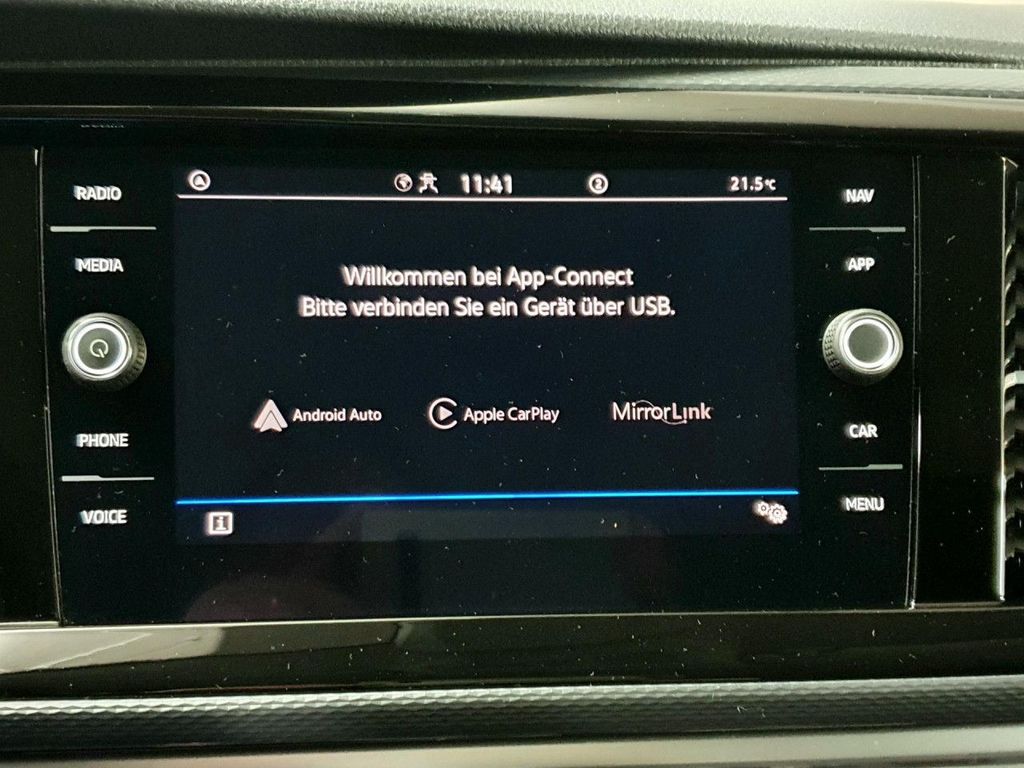 RADIO
MEDIA
PHONE
VOICE
11:41
2
21.5°C
Willkommen bei App-Connect
Bitte verbinden Sie ein Gerät über USB.
Android Auto
Apple CarPlay
MirrorLink
i
NAV
APP
CAR
MENU